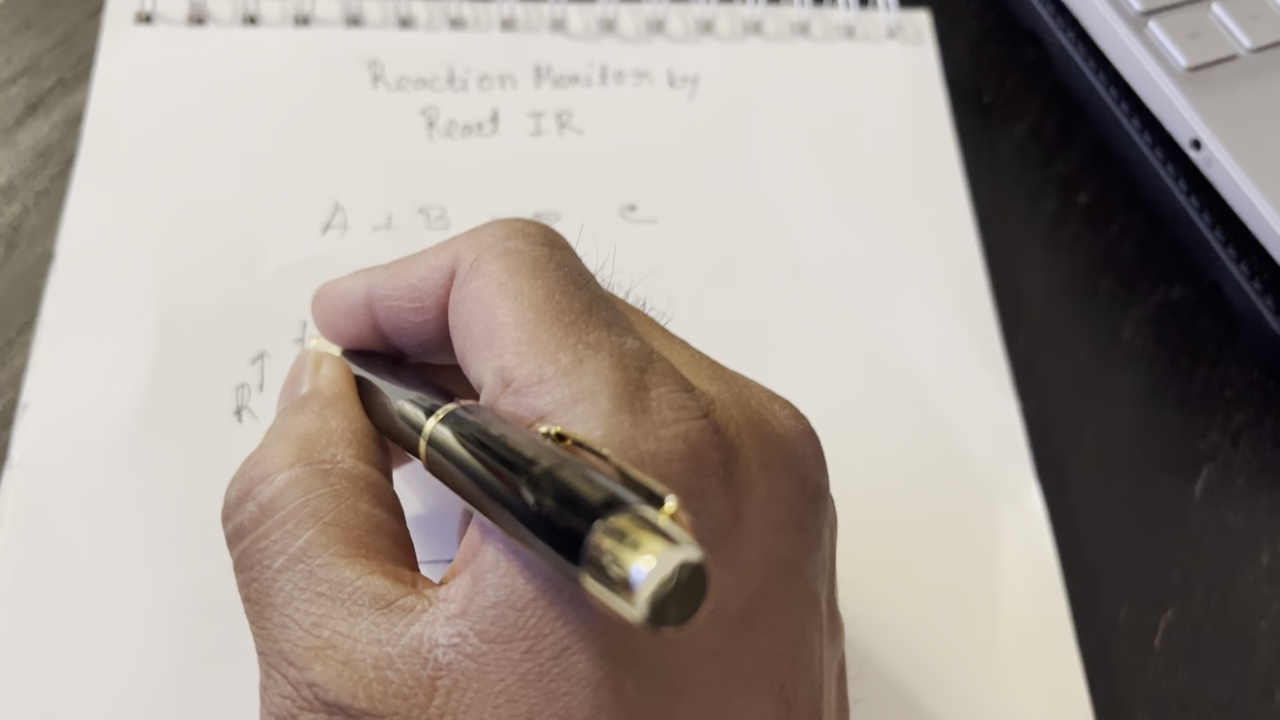 Reaction Monitor by
React IR
A + B C
R ↑